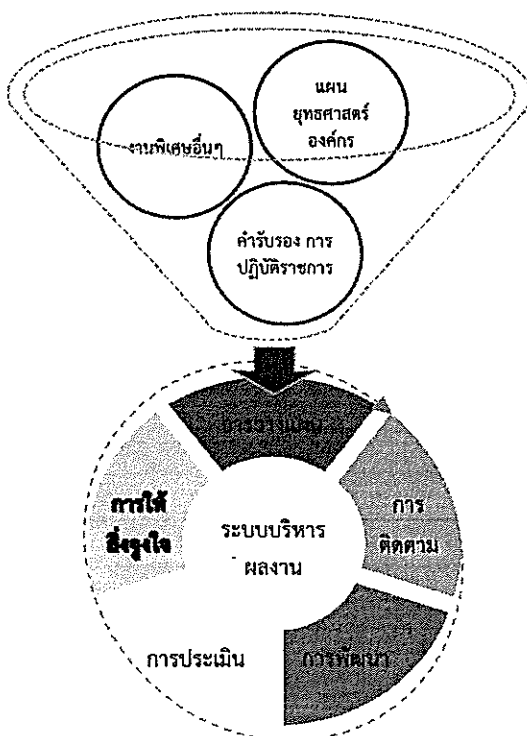 แผน
ยุทธศาสตร์
องค์กร
งานพิเศษอื่นๆ
คำรับรอง การ
ปฏิบัติราชการ
การวางแผน
การให้
สิ่งจูงใจ
ระบบบริหาร
ผลงาน
การ
ติดตาม
การประเมิน
การพัฒนา